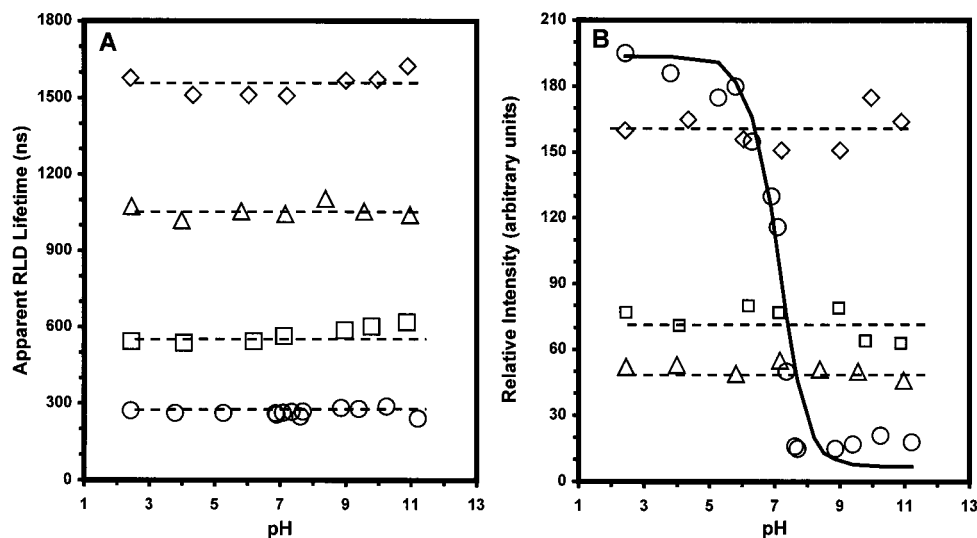 A
Apparent RLD Lifetime (ns)
1800
1500
1200
900
600
300
0
1 3 5 7 9 11 13
pH
B
Relative Intensity (arbitrary units)
210
180
150
120
90
60
30
0
1 3 5 7 9 11 13
pH